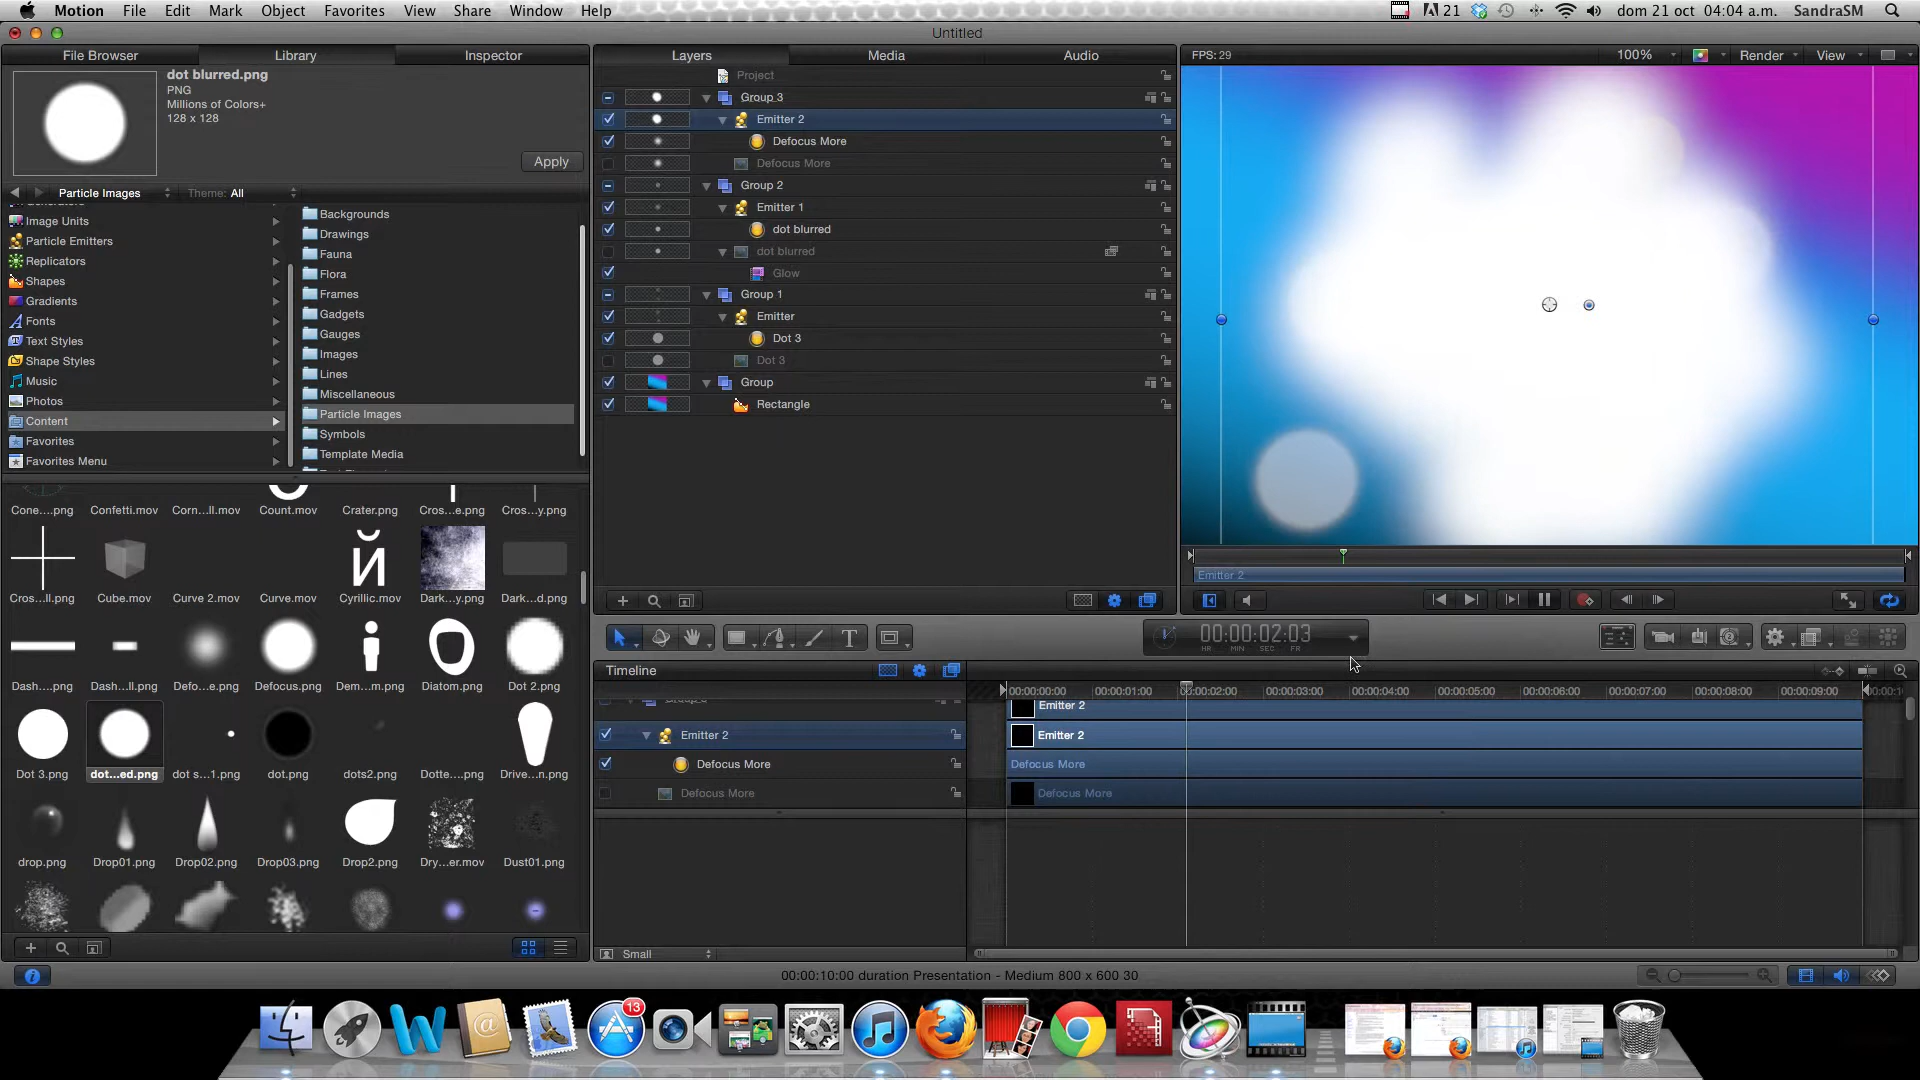 Motion File Edit Mark Object Favorites View Share Window Help 21 dom 21 oct 04:04 a.m. SandraSM
Untitled
File Browser Library Inspector
dot blurred.png
PNG
Millions of Colors+
128 x 128
Apply
Particle Images Theme: All
Image Units
Particle Emitters
Replicators
Shapes
Gradients
Fonts
Text Styles
Shape Styles
Music
Photos
Content
Favorites
Favorites Menu
Backgrounds
Drawings
Fauna
Flora
Frames
Gadgets
Gauges
Images
Lines
Miscellaneous
Particle Images
Symbols
Template Media
Cone....png Confetti.mov Corn...ll.mov Count.mov Crater.png Cros...e.png Cros...y.png
й
Cros...ll.png Cube.mov Curve 2.mov Curve.mov Cyrillic.mov Dark...y.png Dark...d.png
Dash....png Dash...ll.png Defo...e.png Defocus.png Dem...m.png Diatom.png Dot 2.png
Dot 3.png dot...ed.png dot s...1.png dot.png dots2.png Dotte....png Drive...n.png
drop.png Drop01.png Drop02.png Drop03.png Drop2.png Dry...er.mov Dust01.png
Layers Media Audio
Project
Group 3
Emitter 2
Defocus More
Defocus More
Group 2
Emitter 1
dot blurred
dot blurred
Glow
Group 1
Emitter
Dot 3
Dot 3
Group
Rectangle
FPS: 29 100% Render View
Emitter 2
00:00:02:03
HR MIN SEC FR
Timeline
00:00:00:00 00:00:01:00 00:00:02:00 00:00:03:00 00:00:04:00 00:00:05:00 00:00:06:00 00:00:07:00 00:00:08:00 00:00:09:00
Emitter 2
Emitter 2 Emitter 2
Defocus More Defocus More
Defocus More Defocus More
Small
00:00:10:00 duration Presentation - Medium 800 x 600 30
13